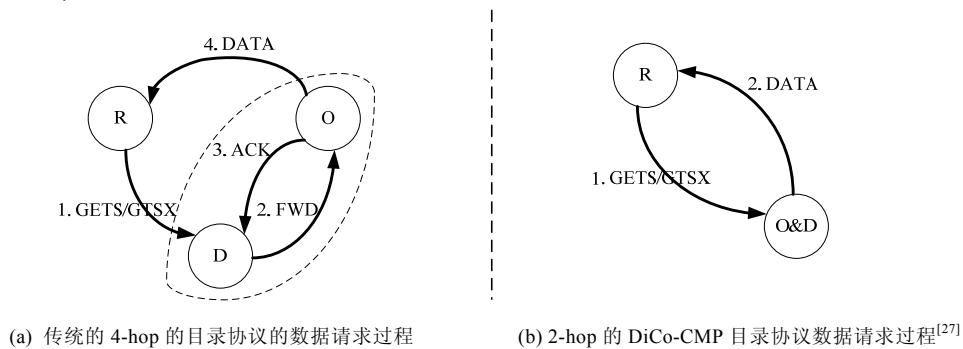 4. DATA
R
O
3. ACK
1. GETS/GTSX
2. FWD
D
R
2. DATA
1. GETS/GTSX
O&D
(a) 传统的 4-hop 的目录协议的数据请求过程
(b) 2-hop 的 DiCo-CMP 目录协议数据请求过程[27]